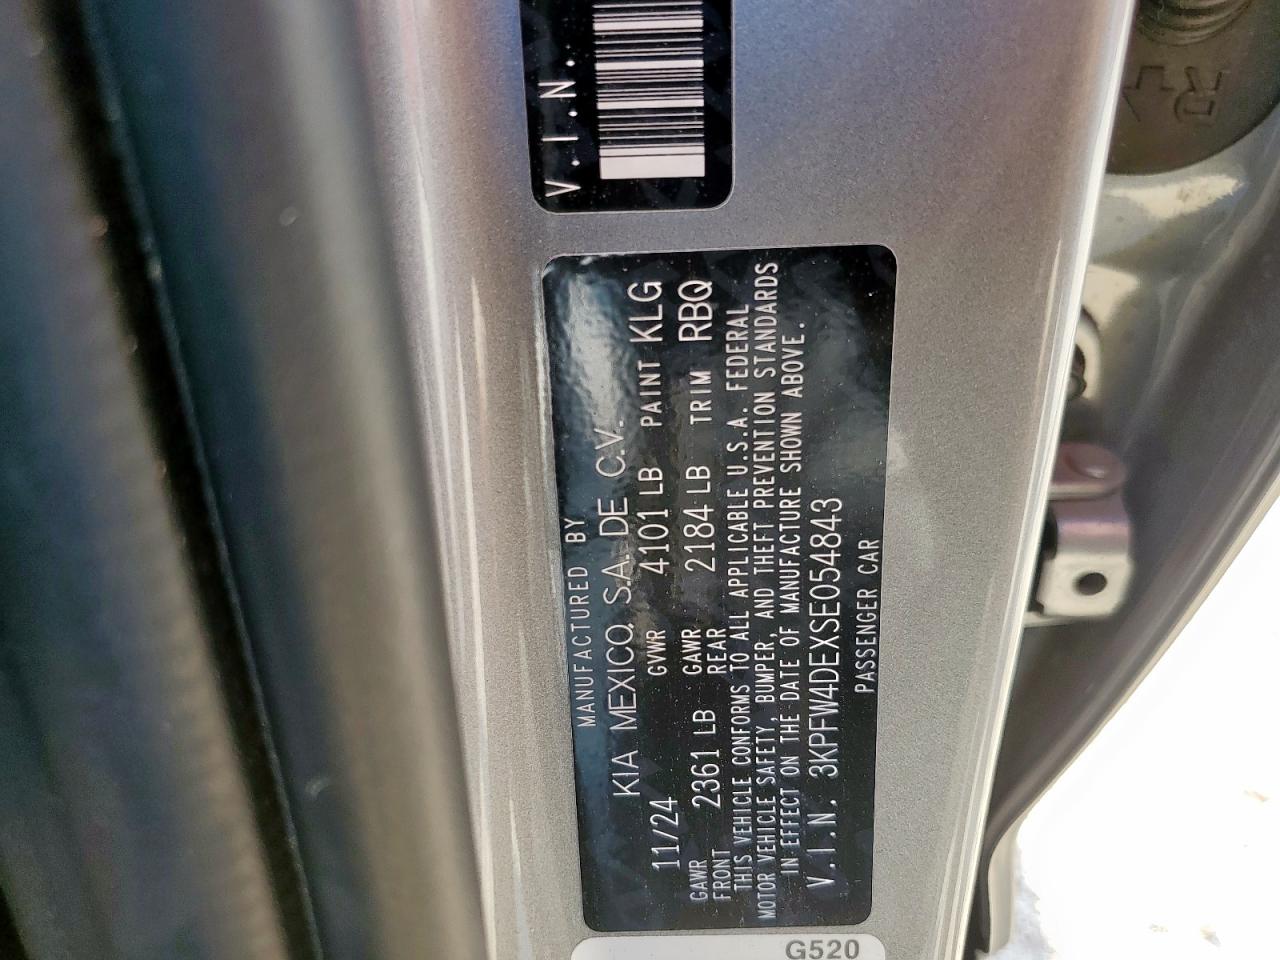 V.I.N.
MANUFACTURED BY
KIA MEXICO, S.A. DE C.V.
11/24 GVWR 4101 LB PAINT KLG
GAWR FRONT 2361 LB GAWR REAR 2184 LB TRIM RBQ
THIS VEHICLE CONFORMS TO ALL APPLICABLE U.S.A. FEDERAL
MOTOR VEHICLE SAFETY, BUMPER, AND THEFT PREVENTION STANDARDS
IN EFFECT ON THE DATE OF MANUFACTURE SHOWN ABOVE.
V.I.N. 3KPFW4DEXSE054843
PASSENGER CAR
G520
R